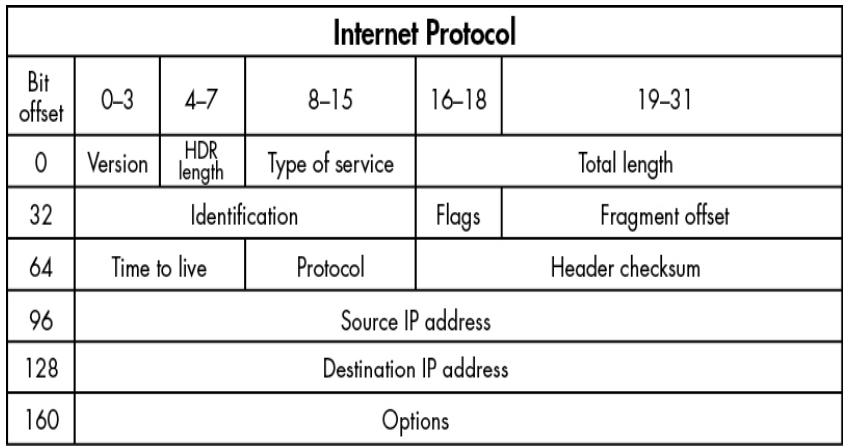 Internet Protocol
Bit offset 0–3 4–7 8–15 16–18 19–31
0 Version HDR length Type of service Total length
32 Identification Flags Fragment offset
64 Time to live Protocol Header checksum
96 Source IP address
128 Destination IP address
160 Options